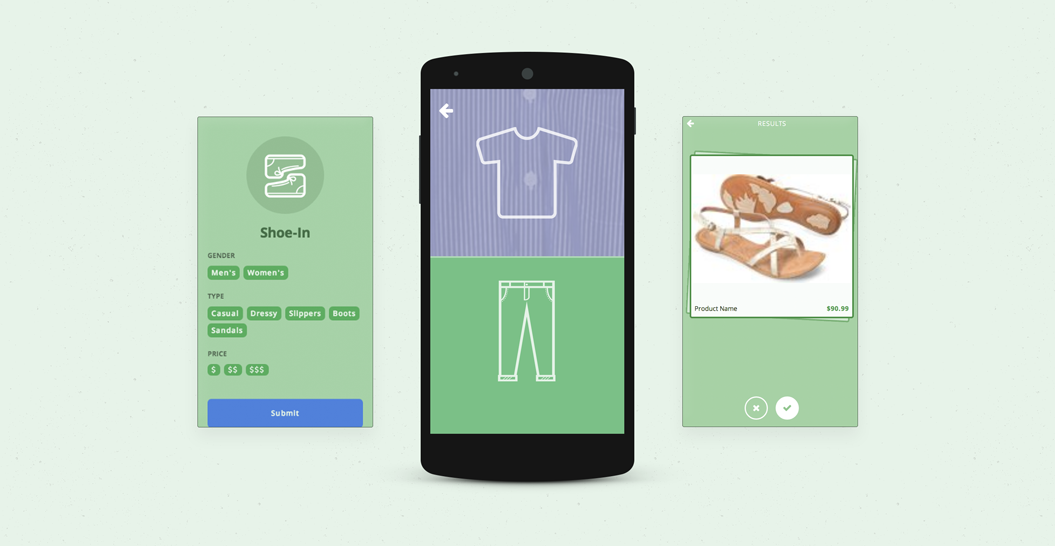 Shoe-In
GENDER
Men's Women's
TYPE
Casual Dressy Slippers Boots
Sandals
PRICE
$ $$ $$$
Submit
RESULTS
Product Name $90.99